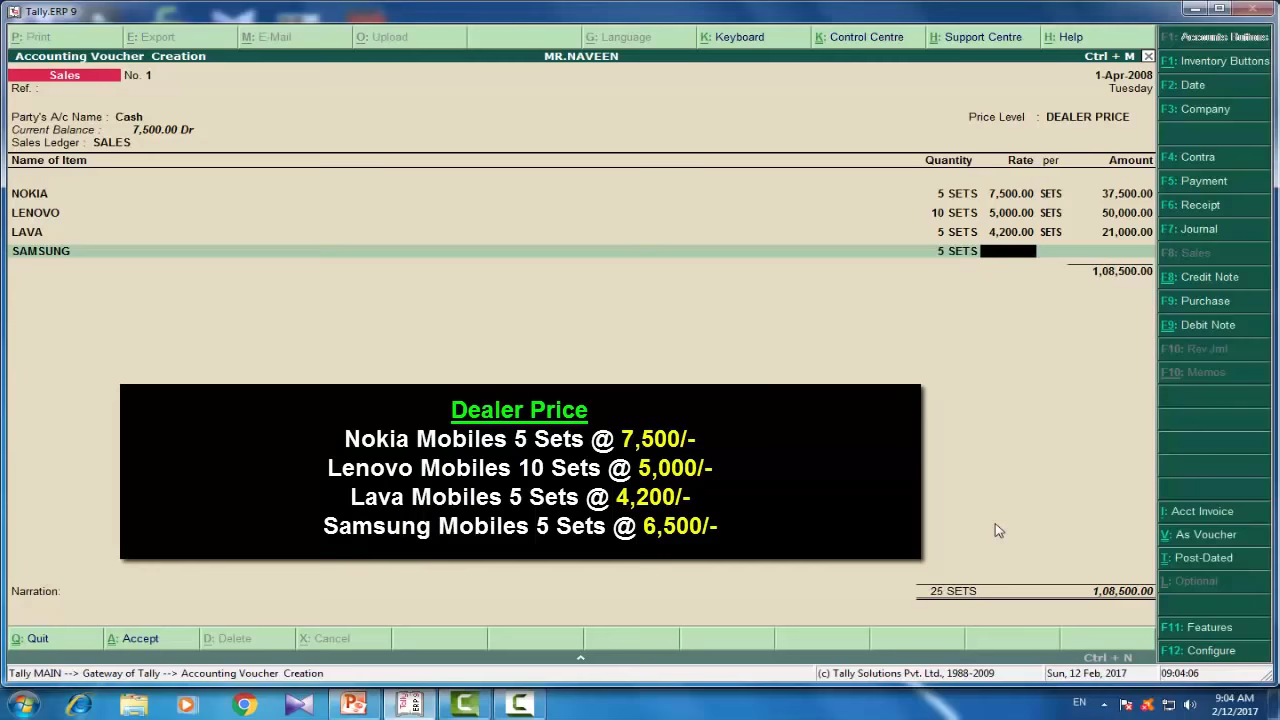 Tally.ERP 9
P: Print E: Export M: E-Mail O: Upload G: Language K: Keyboard K: Control Centre H: Support Centre H: Help
Accounting Voucher Creation MR.NAVEEN Ctrl + M
F1: Inventory Buttons
Sales No. 1 1-Apr-2008
Ref. : Tuesday
F2: Date
F3: Company
Party's A/c Name : Cash Price Level : DEALER PRICE
Current Balance : 7,500.00 Dr
Sales Ledger : SALES
Name of Item Quantity Rate per Amount
F4: Contra
F5: Payment
NOKIA 5 SETS 7,500.00 SETS 37,500.00
F6: Receipt
LENOVO 10 SETS 5,000.00 SETS 50,000.00
F7: Journal
LAVA 5 SETS 4,200.00 SETS 21,000.00
F8: Sales
SAMSUNG 5 SETS
1,08,500.00
F8: Credit Note
F9: Purchase
F9: Debit Note
F10: Rev Jrnl
F10: Memos
Dealer Price
Nokia Mobiles 5 Sets @ 7,500/-
Lenovo Mobiles 10 Sets @ 5,000/-
Lava Mobiles 5 Sets @ 4,200/-
Samsung Mobiles 5 Sets @ 6,500/-
I: Acct Invoice
V: As Voucher
T: Post-Dated
L: Optional
Narration: 25 SETS 1,08,500.00
F11: Features
Q: Quit A: Accept D: Delete X: Cancel
F12: Configure
Ctrl + N
Tally MAIN --> Gateway of Tally --> Accounting Voucher Creation (c) Tally Solutions Pvt. Ltd., 1988-2009 Sun, 12 Feb, 2017 09:04:06
EN 9:04 AM
2/12/2017